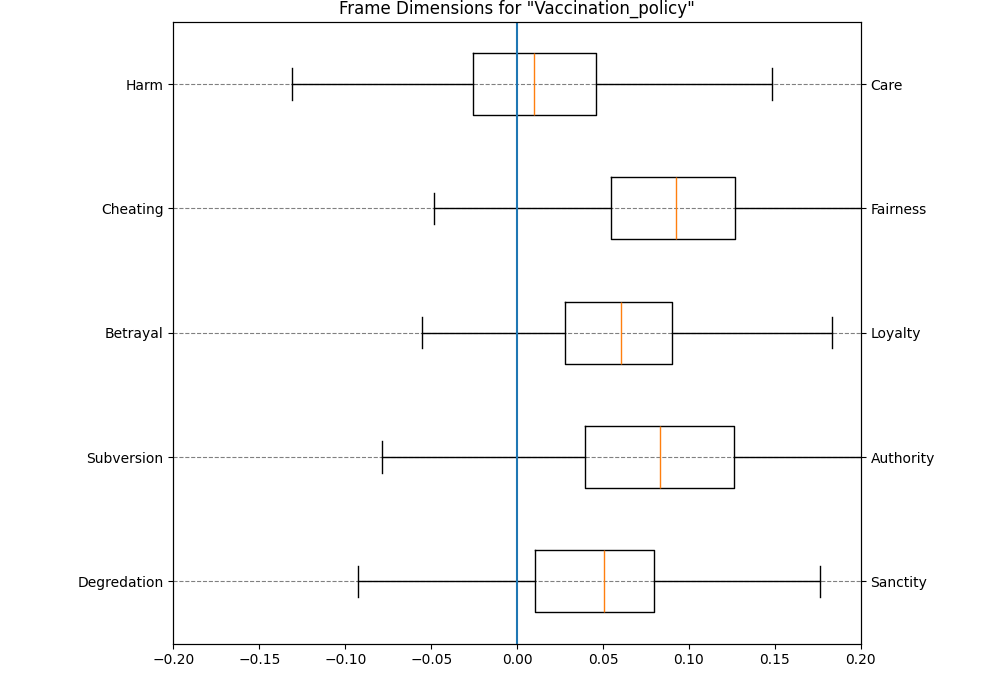 Frame Dimensions for "Vaccination_policy"
Harm Care
Cheating Fairness
Betrayal Loyalty
Subversion Authority
Degredation Sanctity
−0.20 −0.15 −0.10 −0.05 0.00 0.05 0.10 0.15 0.20